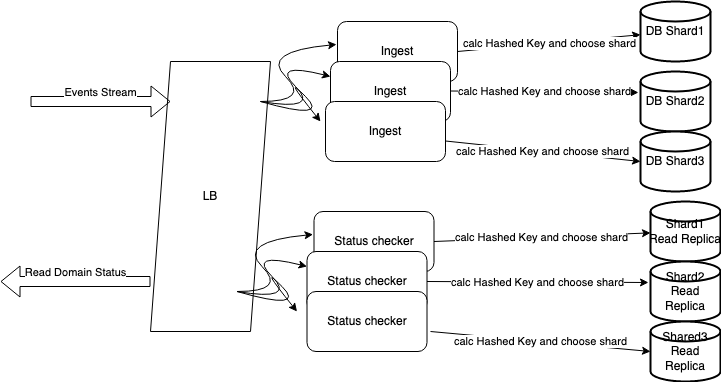 DB Shard1
Ingest
calc Hashed Key and choose shard
Events Stream
Ingest
calc Hashed Key and choose shard
DB Shard2
Ingest
calc Hashed Key and choose shard
DB Shard3
LB
Status checker
calc Hashed Key and choose shard
Shard1
Read Replica
Read Domain Status
Status checker
calc Hashed Key and choose shard
Shard2
Read
Replica
Status checker
calc Hashed Key and choose shard
Shared3
Read
Replica